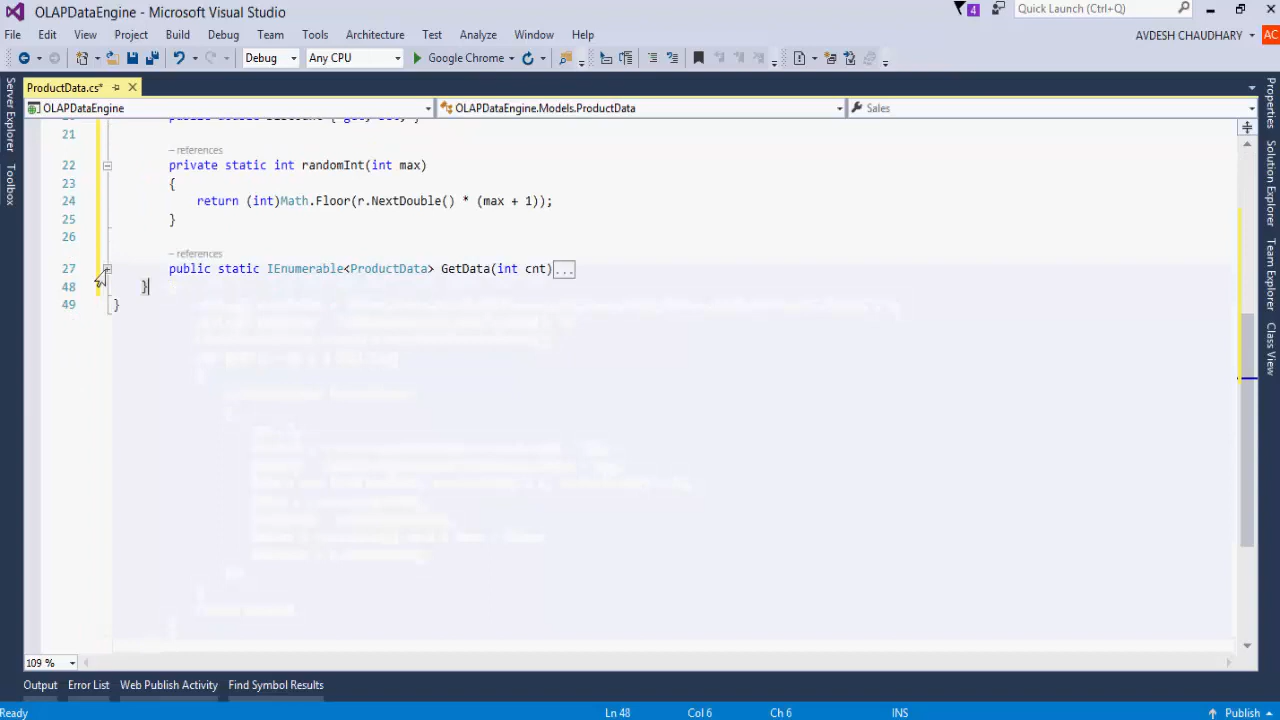 OLAPDataEngine - Microsoft Visual Studio
4
Quick Launch (Ctrl+Q)
File Edit View Project Build Debug Team Tools Architecture Test Analyze Window Help
AVDESH CHAUDHARY AC
Debug Any CPU Google Chrome
ProductData.cs*
OLAPDataEngine OLAPDataEngine.Models.ProductData Sales
Server Explorer
Toolbox
Properties
Solution Explorer
Team Explorer
Class View
21
– references
22 private static int randomInt(int max)
23 {
24 return (int)Math.Floor(r.NextDouble() * (max + 1));
25 }
26
– references
27 public static IEnumerable<ProductData> GetData(int cnt)...
48 }
49 }
109 %
Output Error List Web Publish Activity Find Symbol Results
Ready Ln 48 Col 6 Ch 6 INS Publish